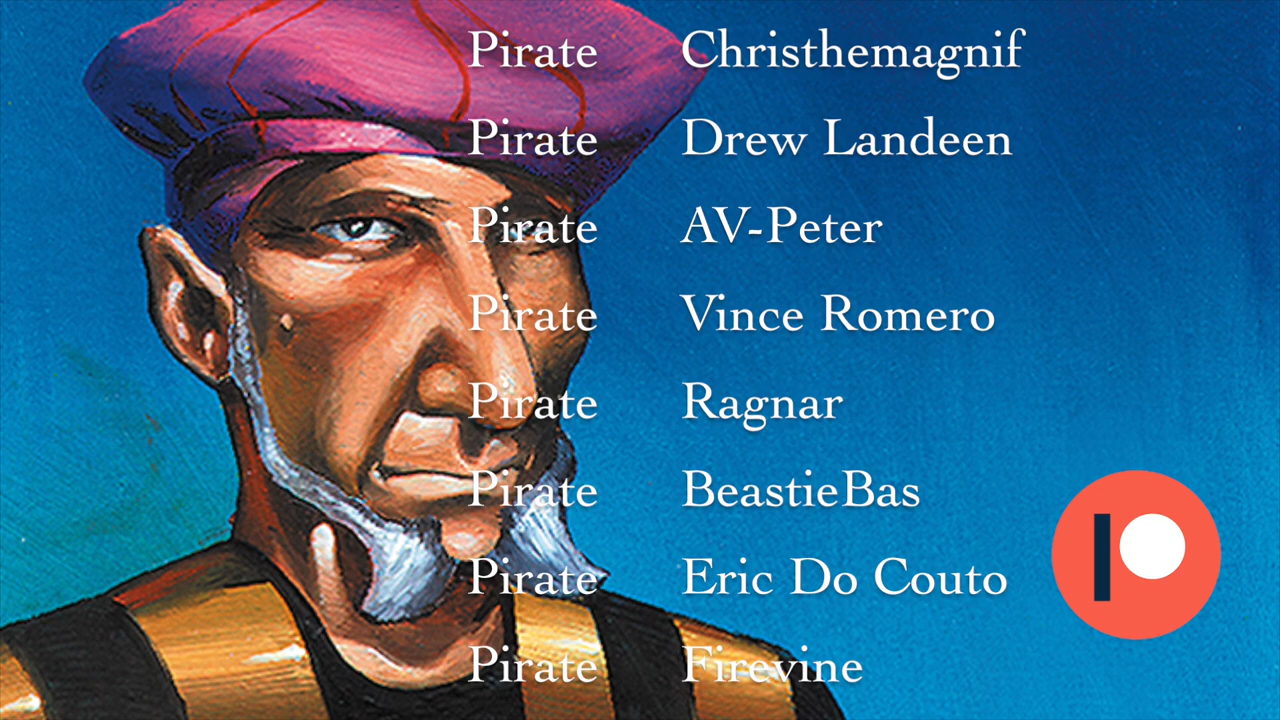 Pirate Christhemagnif
Pirate Drew Landeen
Pirate AV-Peter
Pirate Vince Romero
Pirate Ragnar
Pirate BeastieBas
Pirate Eric Do Couto
Pirate Firevine